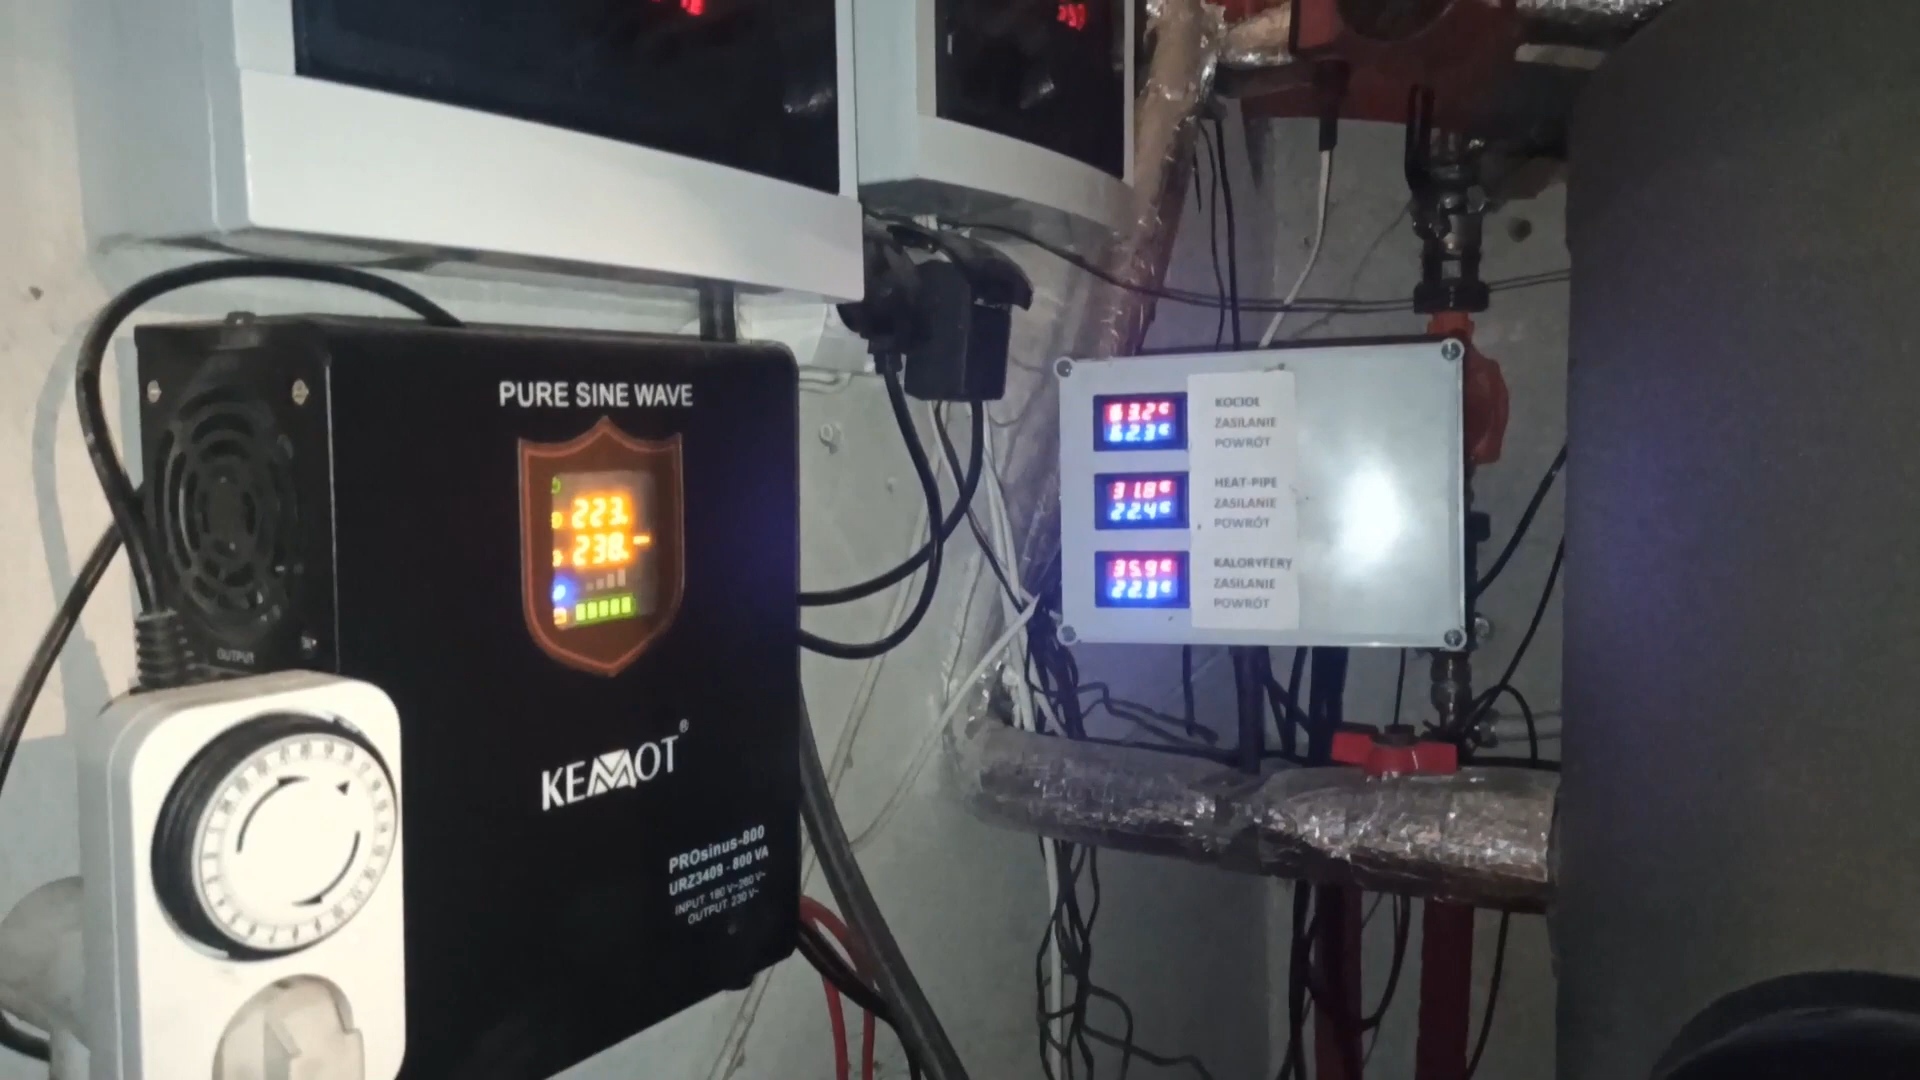 PURE SINE WAVE
223.
238.
OUTPUT
KEMOT®
PROsinus-800
URZ3409 - 800 VA
INPUT 180 V~260 V~
OUTPUT 230 V~
63.2°C
62.3°C
KOCIOŁ
ZASILANIE
POWRÓT
31.8°C
22.4°C
HEAT-PIPE
ZASILANIE
POWRÓT
35.9°C
22.3°C
KALORYFERY
ZASILANIE
POWRÓT